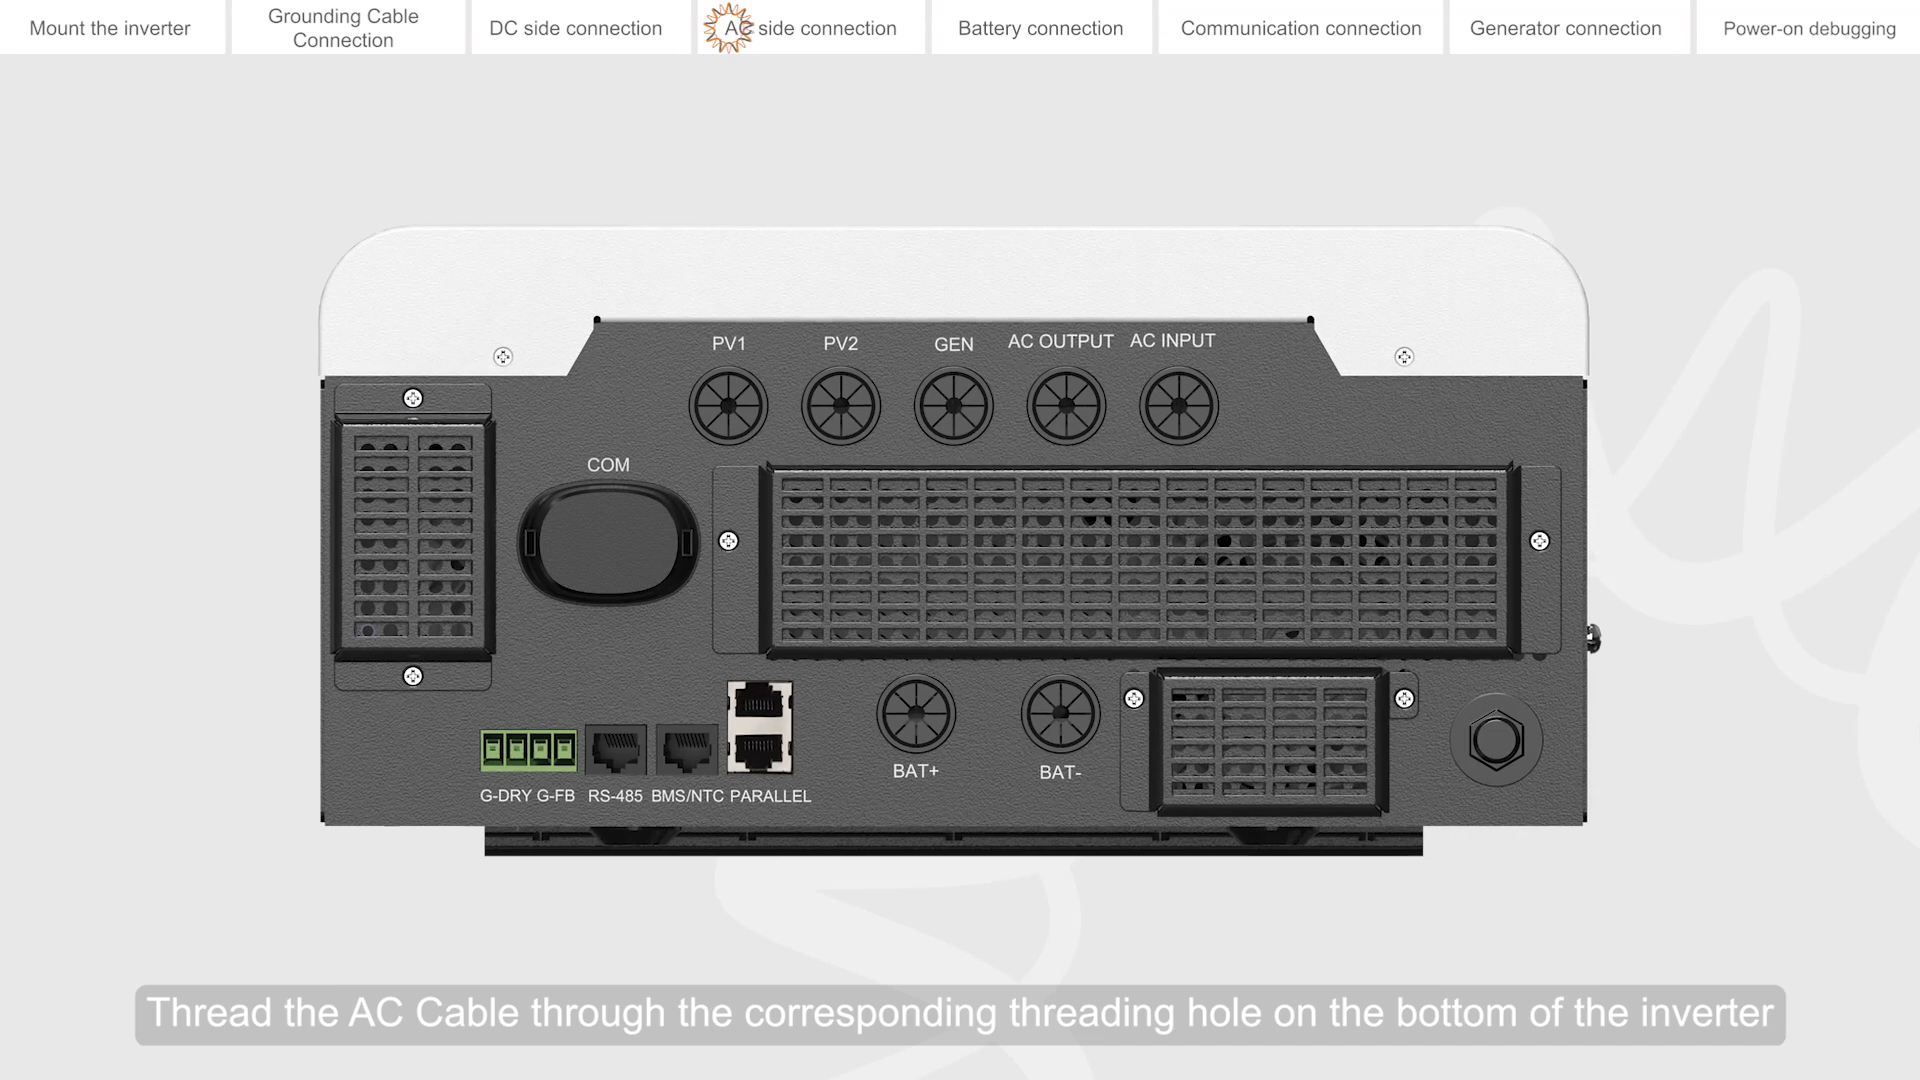 Mount the inverter
Grounding Cable
Connection
DC side connection
AC side connection
Battery connection
Communication connection
Generator connection
Power-on debugging
PV1
PV2
GEN
AC OUTPUT
AC INPUT
COM
BAT+
BAT-
G-DRY G-FB
RS-485
BMS/NTC
PARALLEL
Thread the AC Cable through the corresponding threading hole on the bottom of the inverter